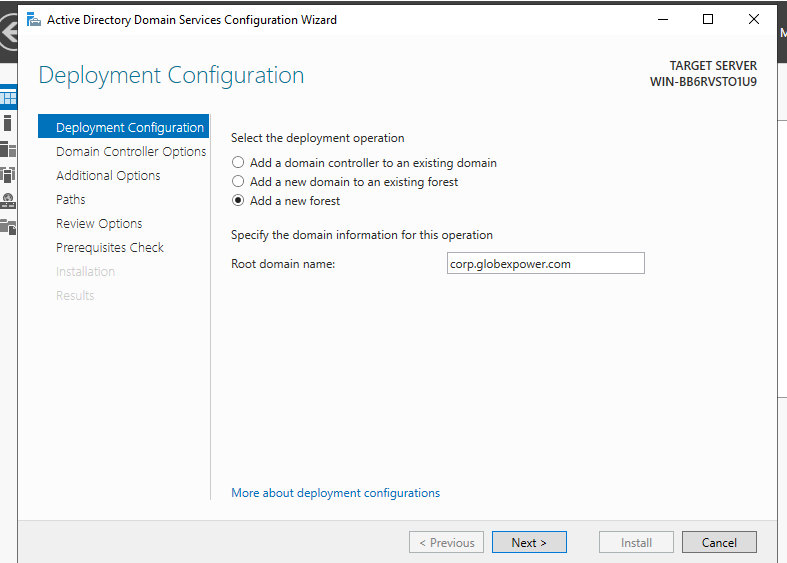 Active Directory Domain Services Configuration Wizard
Deployment Configuration
TARGET SERVER
WIN-BB6RVSTO1U9
Deployment Configuration
Domain Controller Options
Additional Options
Paths
Review Options
Prerequisites Check
Installation
Results
Select the deployment operation
Add a domain controller to an existing domain
Add a new domain to an existing forest
Add a new forest
Specify the domain information for this operation
Root domain name:
corp.globexpower.com
More about deployment configurations
< Previous
Next >
Install
Cancel